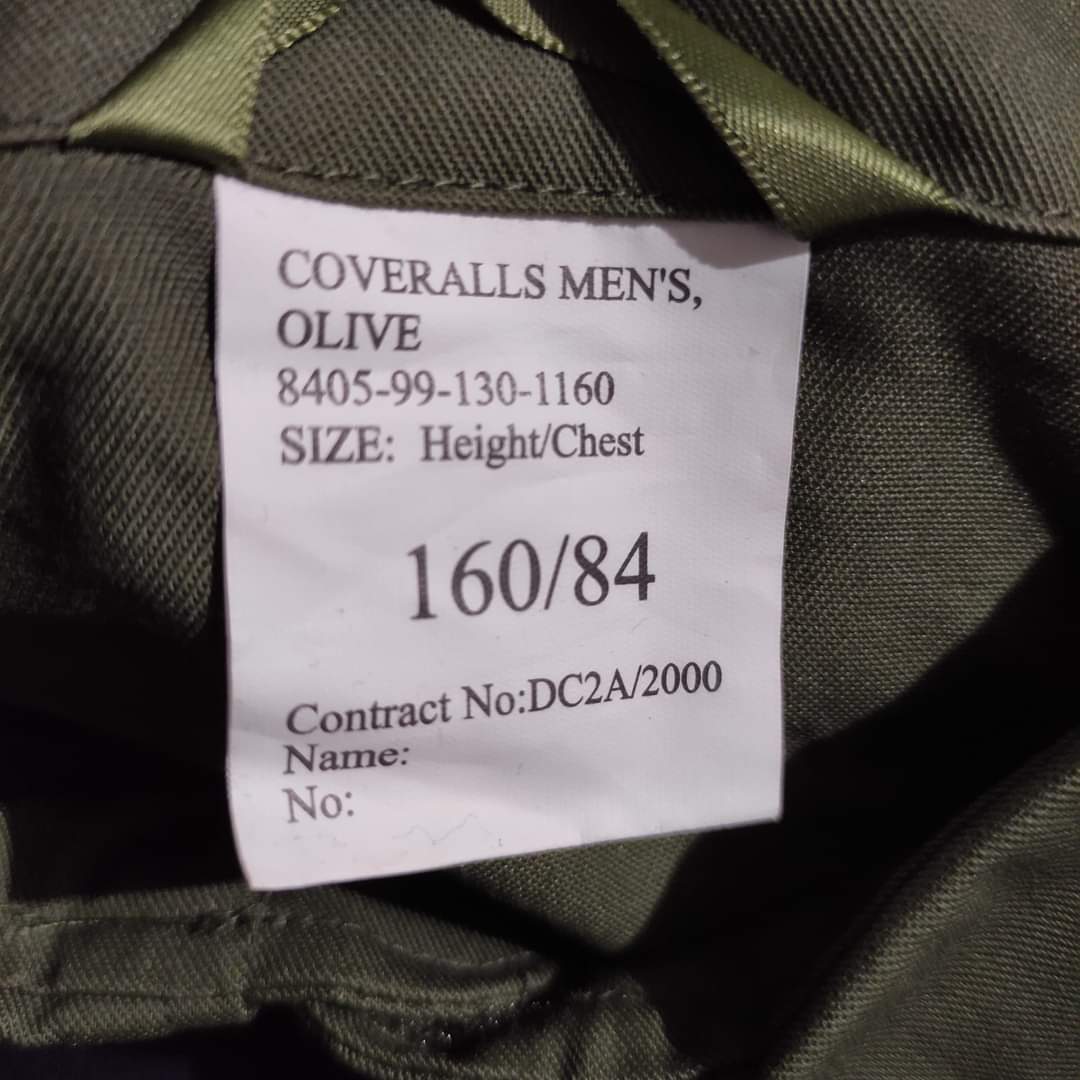 COVERALLS MEN'S,
OLIVE
8405-99-130-1160
SIZE: Height/Chest
160/84
Contract No:DC2A/2000
Name:
No: